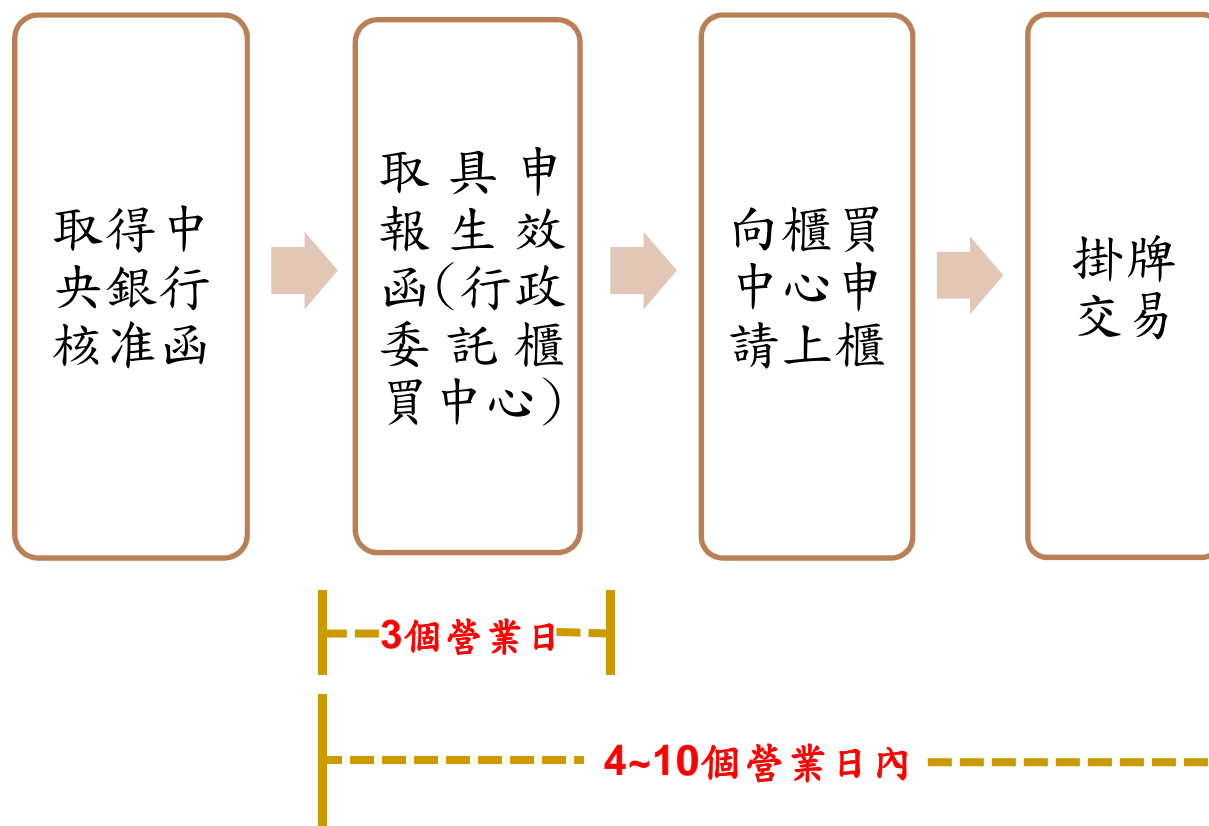 取得中
央銀行
核准函
取具申
報生效
函(行政
委託櫃
買中心)
向櫃買
中心申
請上櫃
掛牌
交易
3個營業日
4~10個營業日內